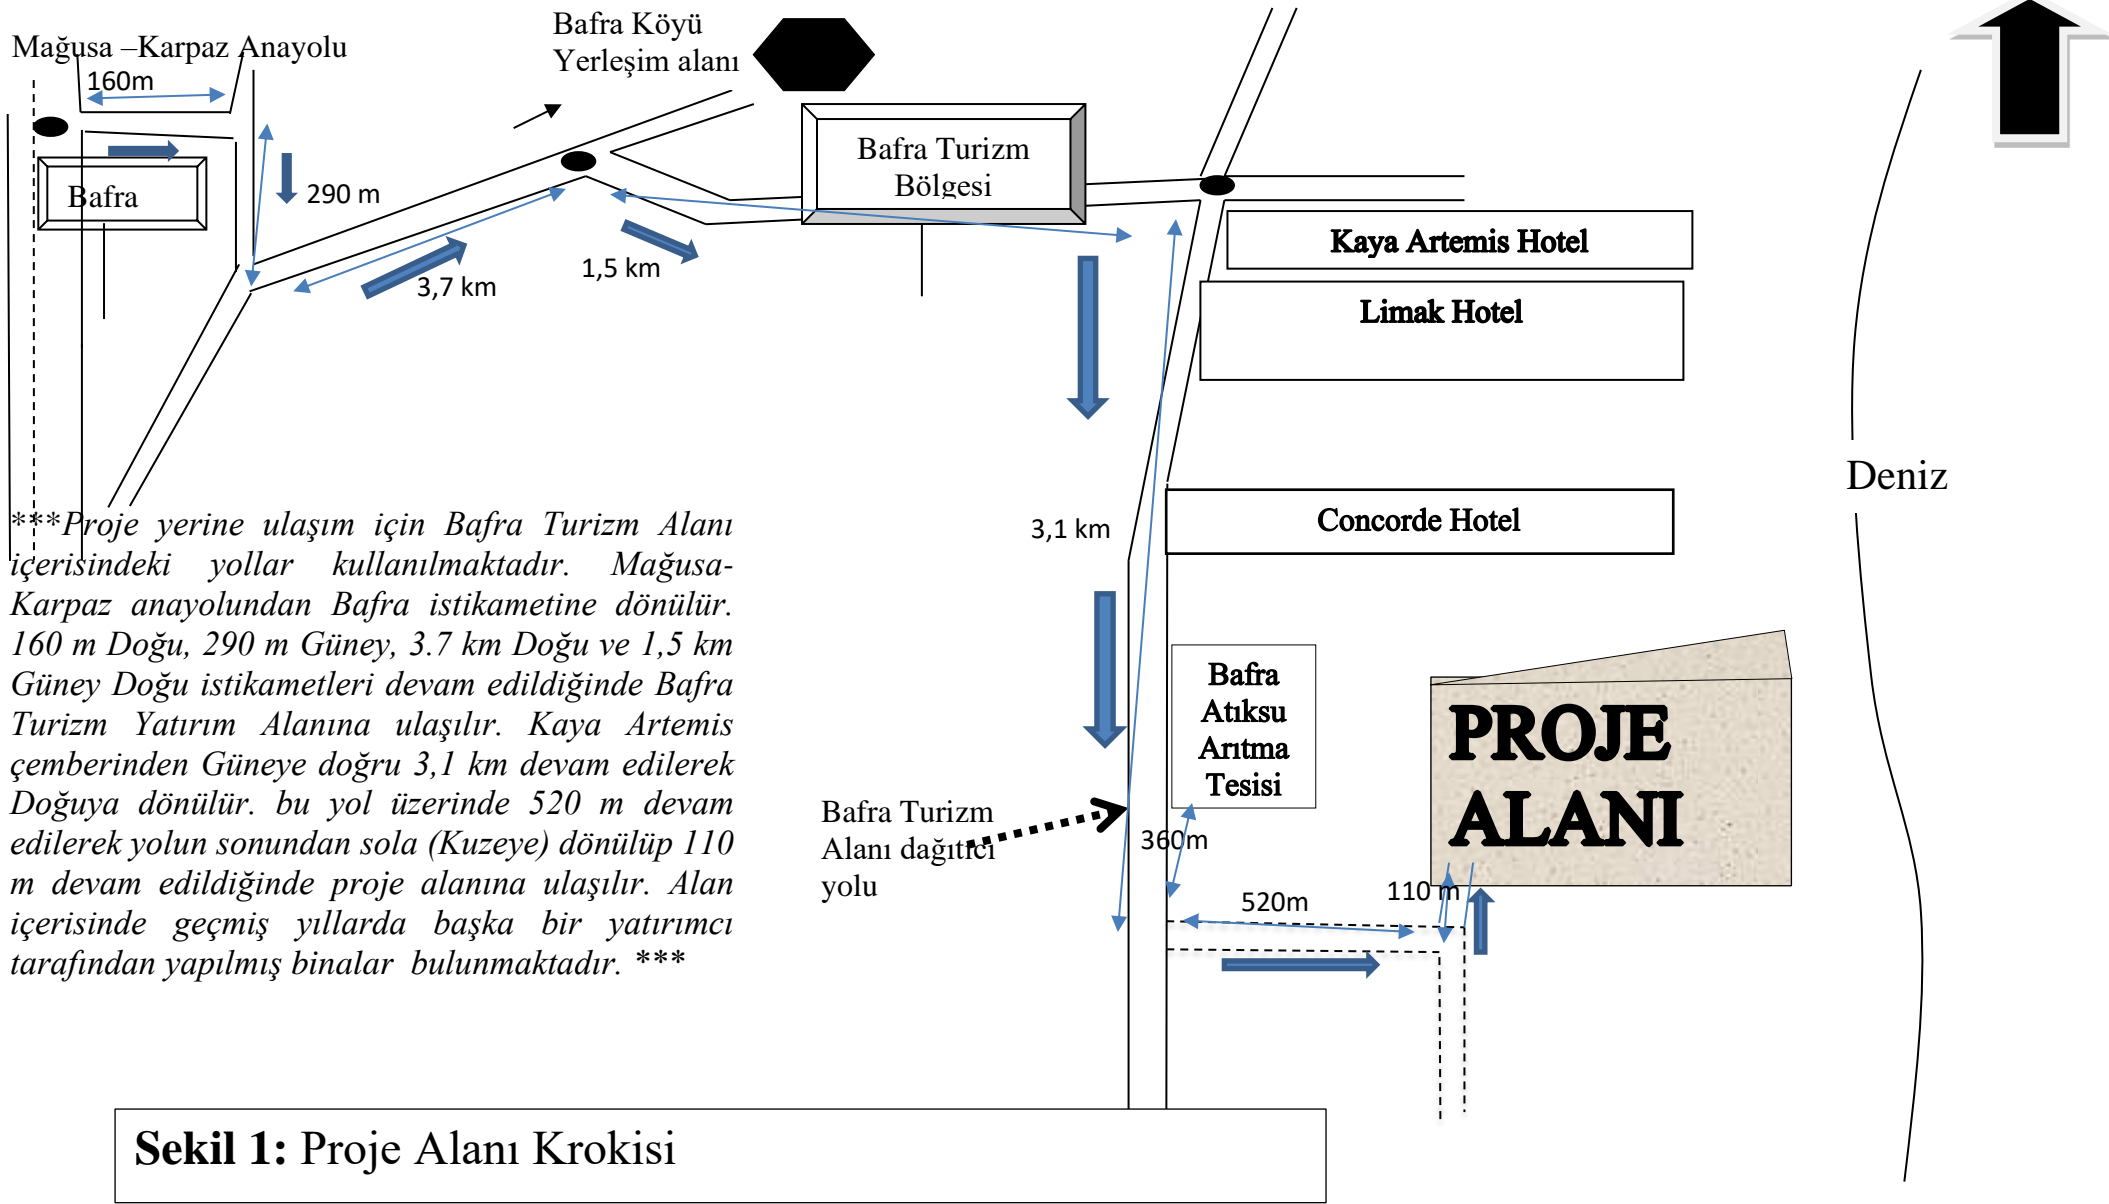 Mağusa –Karpaz Anayolu
160m
Bafra Köyü
Yerleşim alanı
Bafra
290 m
3,7 km
1,5 km
Bafra Turizm
Bölgesi
Kaya Artemis Hotel
Limak Hotel
Concorde Hotel
Deniz
3,1 km
***Proje yerine ulaşım için Bafra Turizm Alanı
içerisindeki yollar kullanılmaktadır. Mağusa-
Karpaz anayolundan Bafra istikametine dönülür.
160 m Doğu, 290 m Güney, 3.7 km Doğu ve 1,5 km
Güney Doğu istikametleri devam edildiğinde Bafra
Turizm Yatırım Alanına ulaşılır. Kaya Artemis
çemberinden Güneye doğru 3,1 km devam edilerek
Doğuya dönülür. bu yol üzerinde 520 m devam
edilerek yolun sonundan sola (Kuzeye) dönülüp 110
m devam edildiğinde proje alanına ulaşılır. Alan
içerisinde geçmiş yıllarda başka bir yatırımcı
tarafından yapılmış binalar bulunmaktadır. ***
Bafra
Atıksu
Arıtma
Tesisi
PROJE
ALANI
Bafra Turizm
Alanı dağıtıcı
yolu
360m
520m
110 m
Sekil 1: Proje Alanı Krokisi